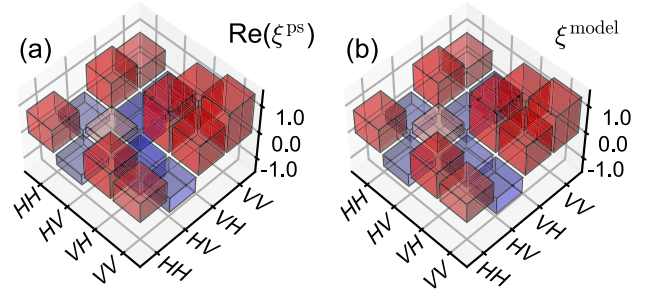 (a) Re(ξ^ps)
1.0
0.0
-1.0
HH HV VH VV
HH HV VH VV
(b) ξ^model
1.0
0.0
-1.0
HH HV VH VV
HH HV VH VV